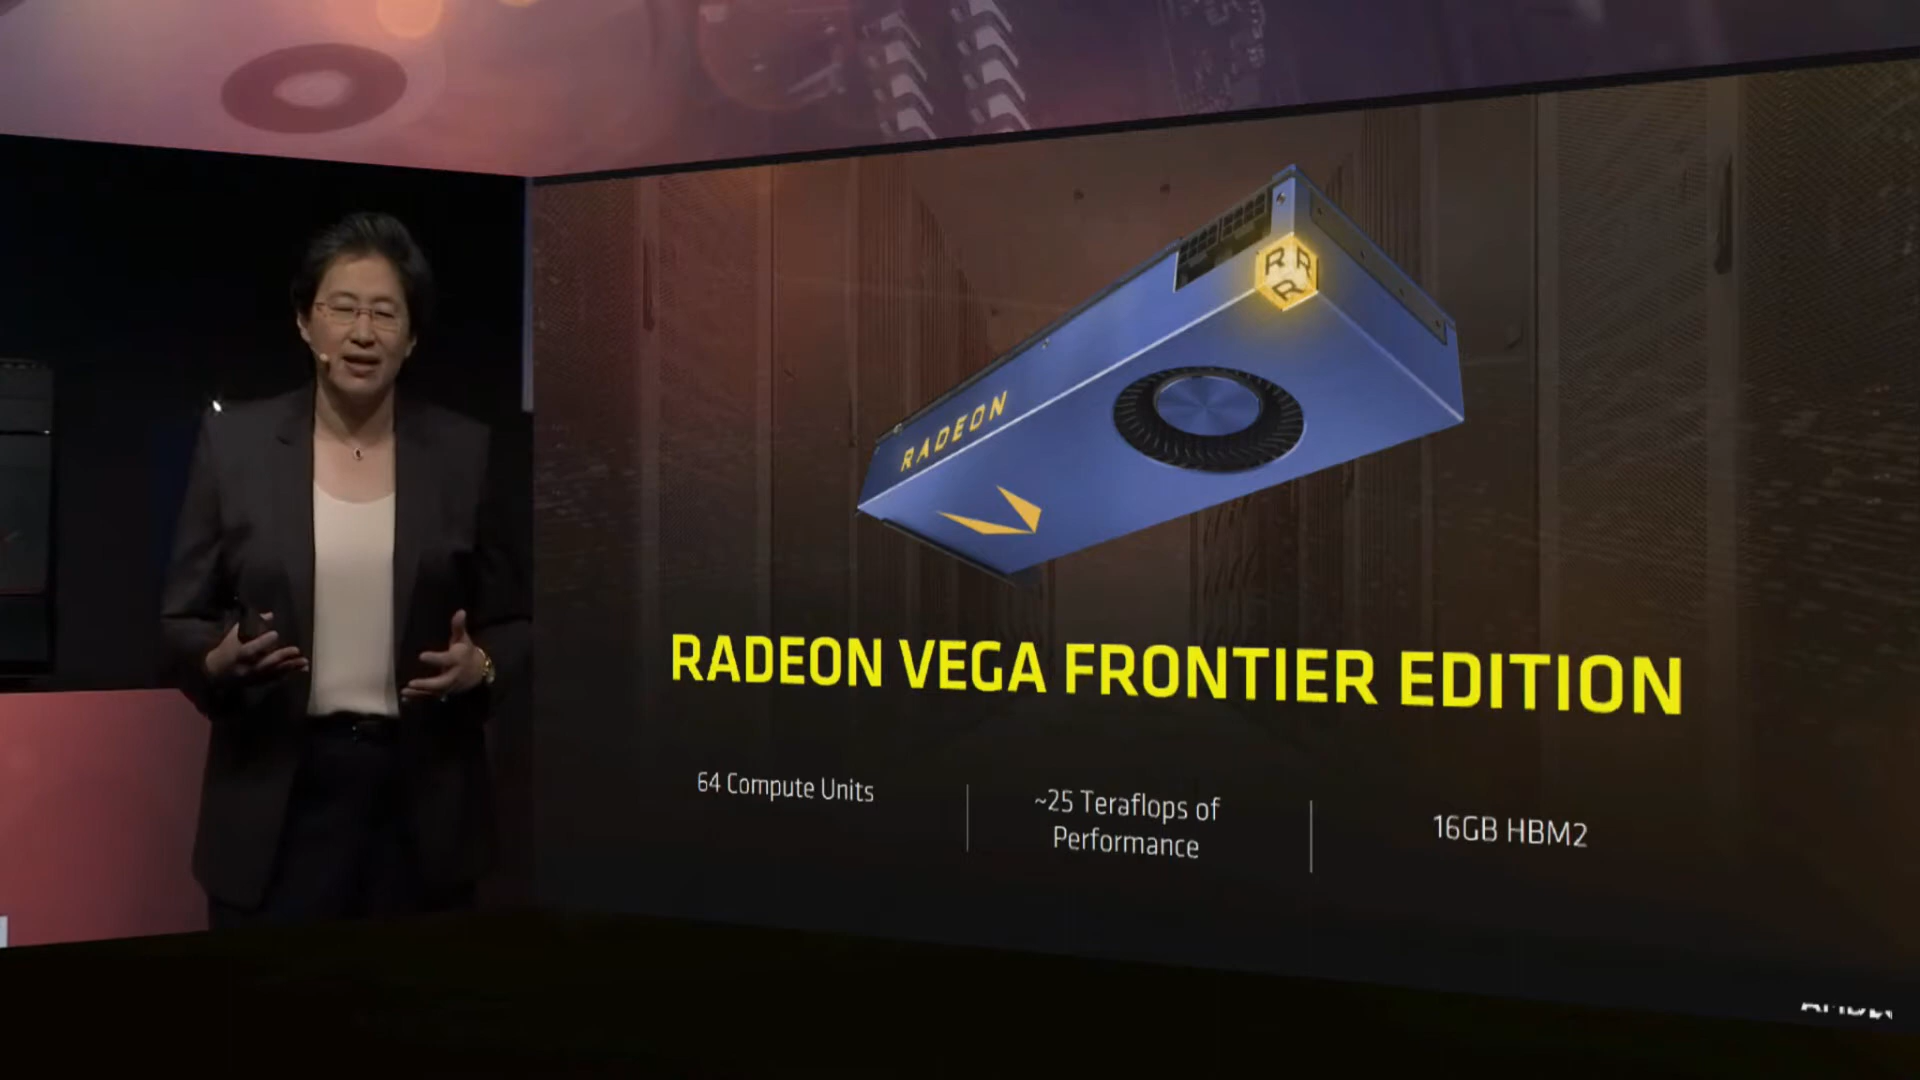 R R
R
RADEON
RADEON VEGA FRONTIER EDITION
64 Compute Units
~25 Teraflops of
Performance
16GB HBM2